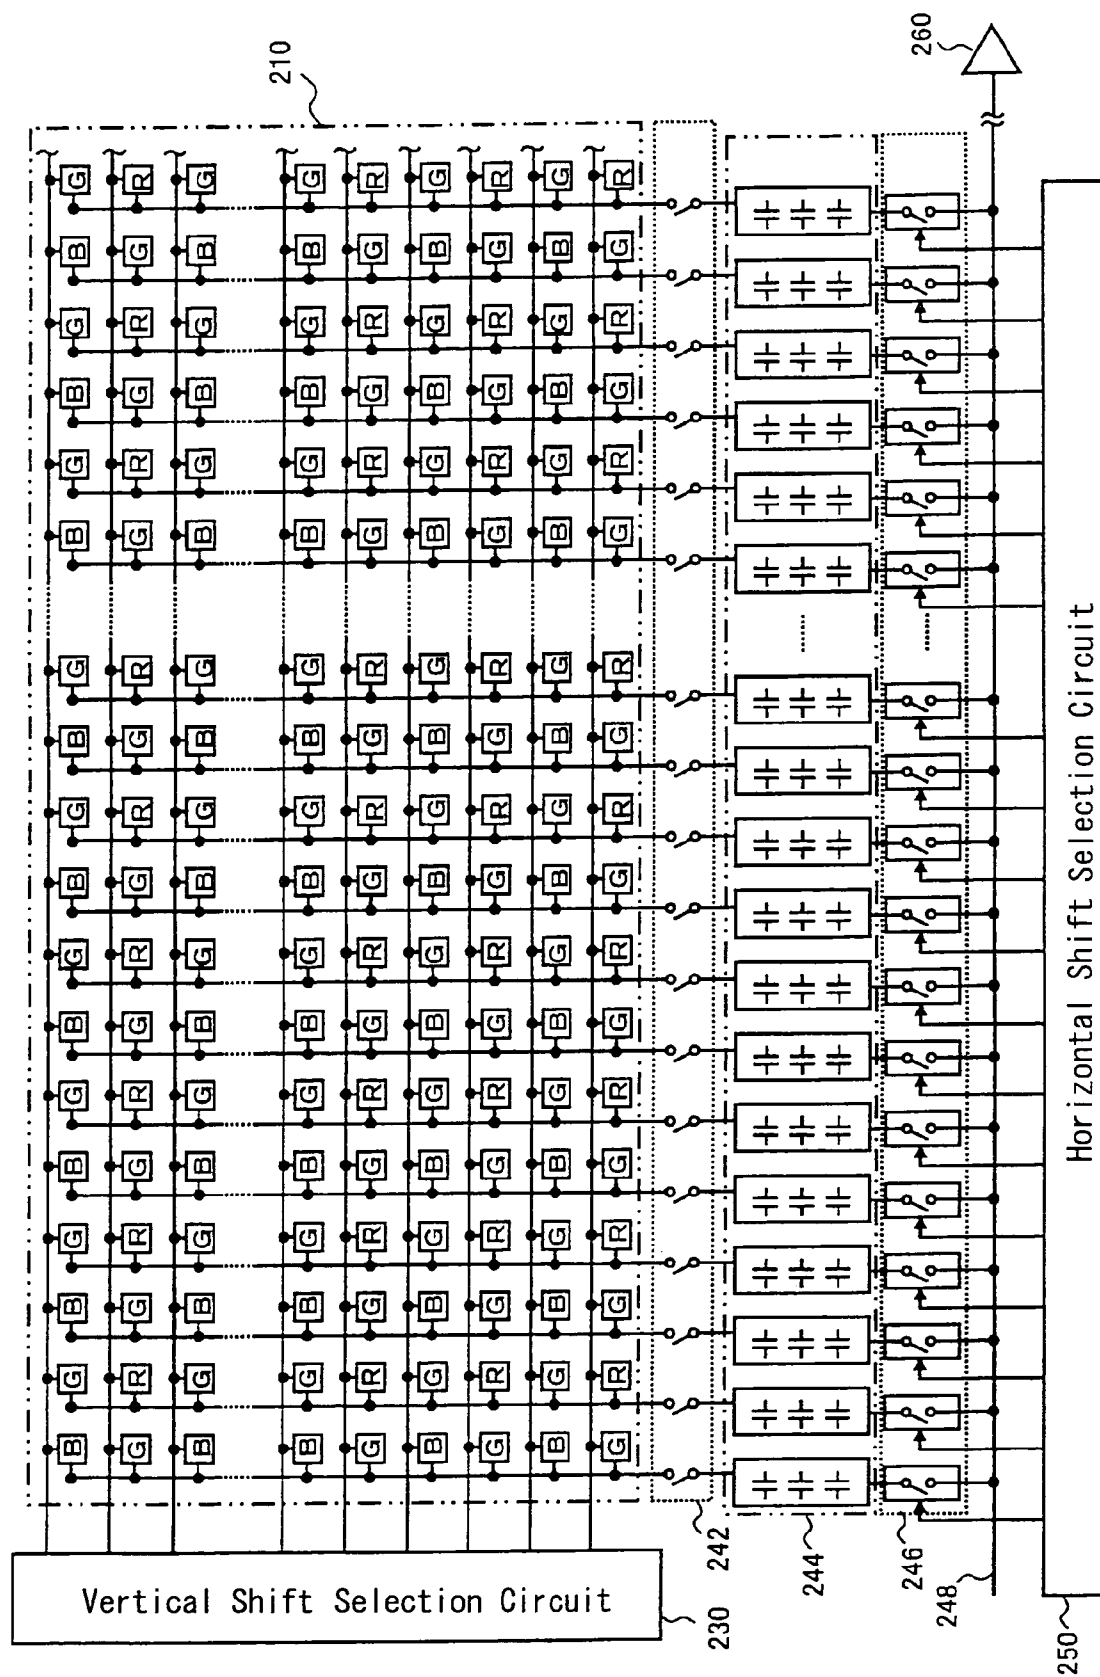 260
210
B G B G B G B G B G B G B G B G B G
G R G R G R G R G R G R G R G R G R
B G B G B G B G B G B G B G B G B G
B G B G B G B G B G B G B G B G B G
G R G R G R G R G R G R G R G R G R
B G B G B G B G B G B G B G B G B G
G R G R G R G R G R G R G R G R G R
B G B G B G B G B G B G B G B G B G
G R G R G R G R G R G R G R G R G R
Vertical Shift Selection Circuit
230
242
244
246
248
250
Horizontal Shift Selection Circuit